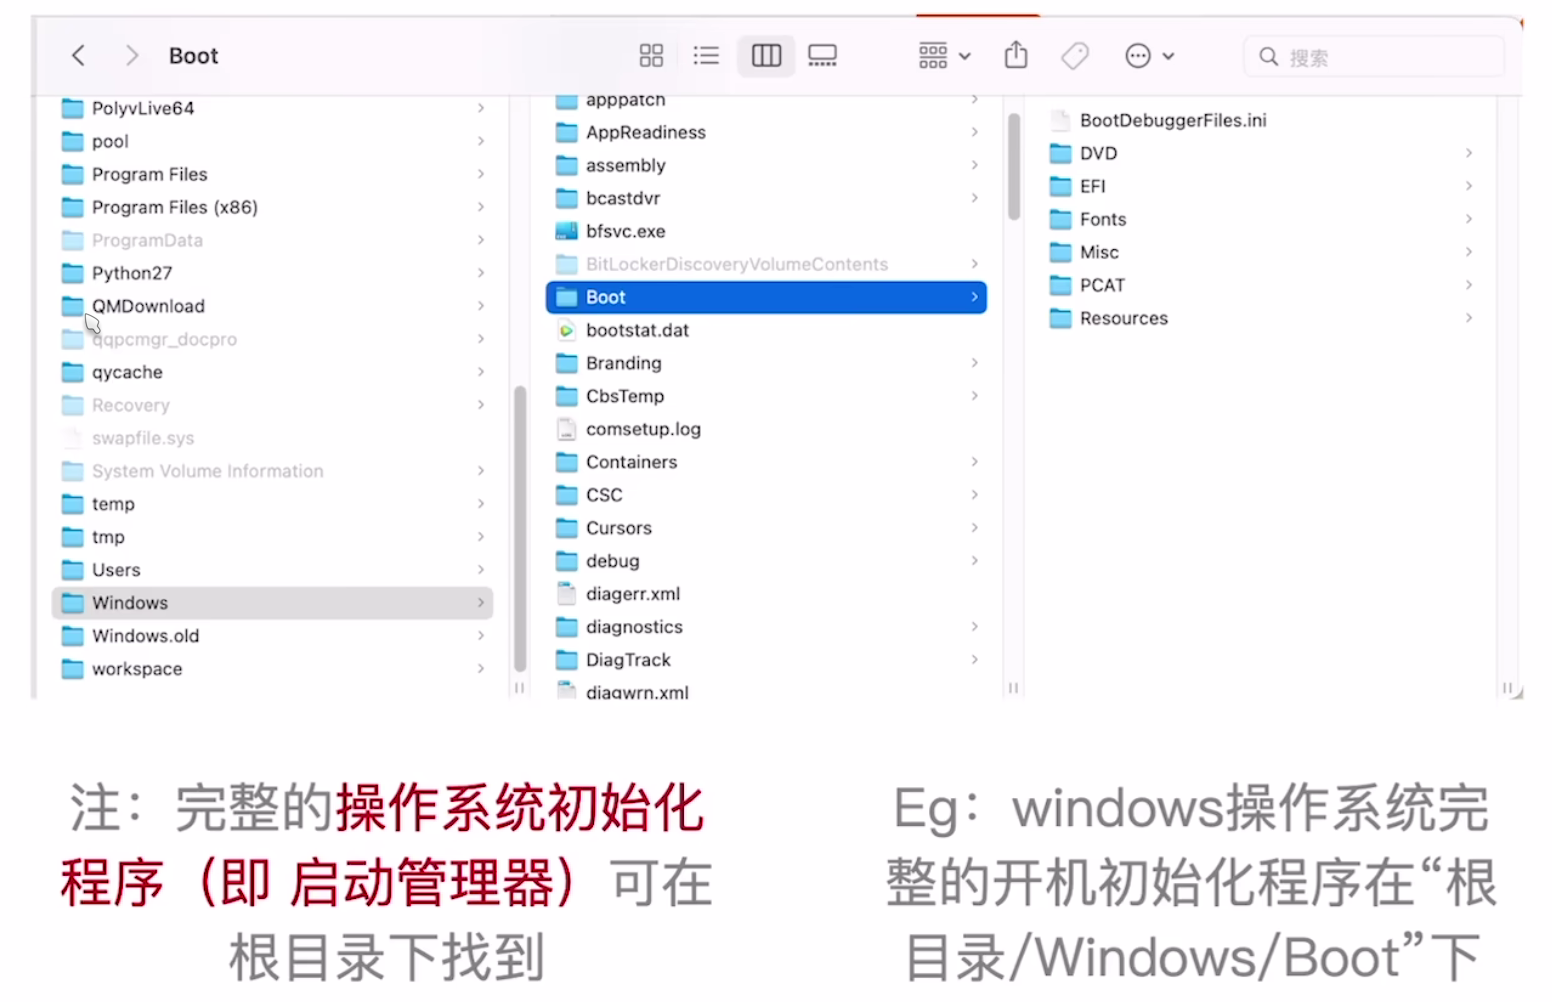 Boot
搜索
PolyvLive64
pool
Program Files
Program Files (x86)
ProgramData
Python27
QMDownload
qqpcmgr_docpro
qycache
Recovery
swapfile.sys
System Volume Information
temp
tmp
Users
Windows
Windows.old
workspace
apppatch
AppReadiness
assembly
bcastdvr
bfsvc.exe
BitLockerDiscoveryVolumeContents
Boot
bootstat.dat
Branding
CbsTemp
comsetup.log
Containers
CSC
Cursors
debug
diagerr.xml
diagnostics
DiagTrack
diagwrn.xml
BootDebuggerFiles.ini
DVD
EFI
Fonts
Misc
PCAT
Resources
注：完整的操作系统初始化
程序（即 启动管理器）可在
根目录下找到
Eg：windows操作系统完
整的开机初始化程序在“根
目录/Windows/Boot”下